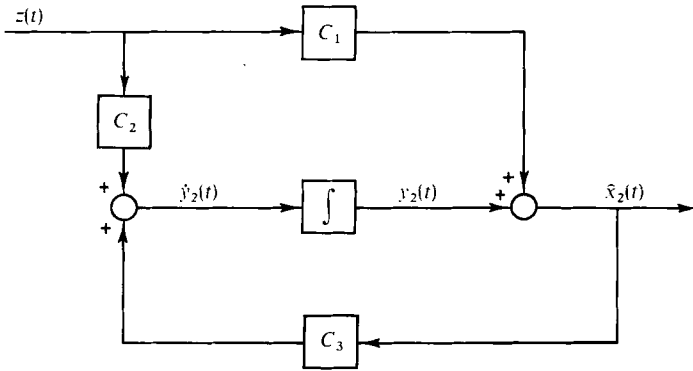 z(t)
C₁
C₂
+
+
ẏ₂(t)
∫
y₂(t)
+
+
x̂₂(t)
C₃